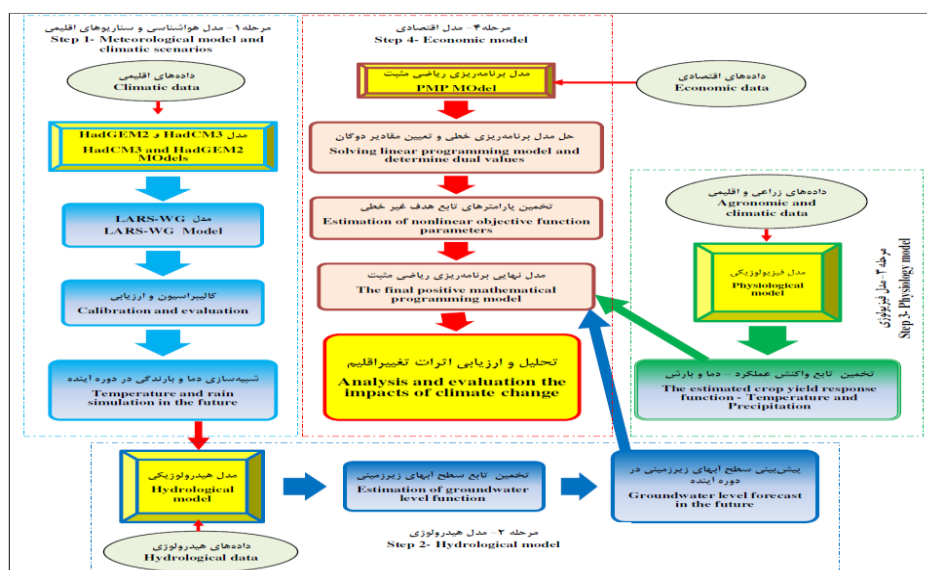 مرحله ۱- مدل هواشناسی و سناریوهای اقلیمی
Step 1- Meteorological model and
climatic scenarios
داده‌های اقلیمی
Climatic data
مدل HadCM3 و HadGEM2
HadCM3 and HadGEM2
MOdels
مدل LARS-WG
LARS-WG Model
کالیبراسیون و ارزیابی
Calibration and evaluation
شبیه‌سازی دما و بارندگی در دوره آینده
Temperature and rain
simulation in the future
مرحله ۴- مدل اقتصادی
Step 4- Economic model
مدل برنامه‌ریزی ریاضی مثبت
PMP MOdel
داده‌های اقتصادی
Economic data
حل مدل برنامه‌ریزی خطی و تعیین مقادیر دوگان
Solving linear programming model and
determine dual values
تخمین پارامترهای تابع هدف غیر خطی
Estimation of nonlinear objective function
parameters
مدل نهایی برنامه‌ریزی ریاضی مثبت
The final positive mathematical
programming model
تحلیل و ارزیابی اثرات تغییراقلیم
Analysis and evaluation the
impacts of climate change
داده‌های زراعی و اقلیمی
Agronomic and
climatic data
مدل فیزیولوژیکی
Physiological
model
مرحله ۳- مدل فیزیولوژی
Step 3- Physiology model
تخمین تابع واکنش عملکرد - دما و بارش
The estimated crop yield response
function - Temperature and
Precipitation
مدل هیدرولوژیکی
Hydrological
model
تخمین تابع سطح آبهای زیرزمینی
Estimation of groundwater
level function
پیش‌بینی سطح آبهای زیرزمینی در
دوره آینده
Groundwater level forecast
in the future
داده‌های هیدرولوژی
Hydrological data
مرحله ۲- مدل هیدرولوژی
Step 2- Hydrological model